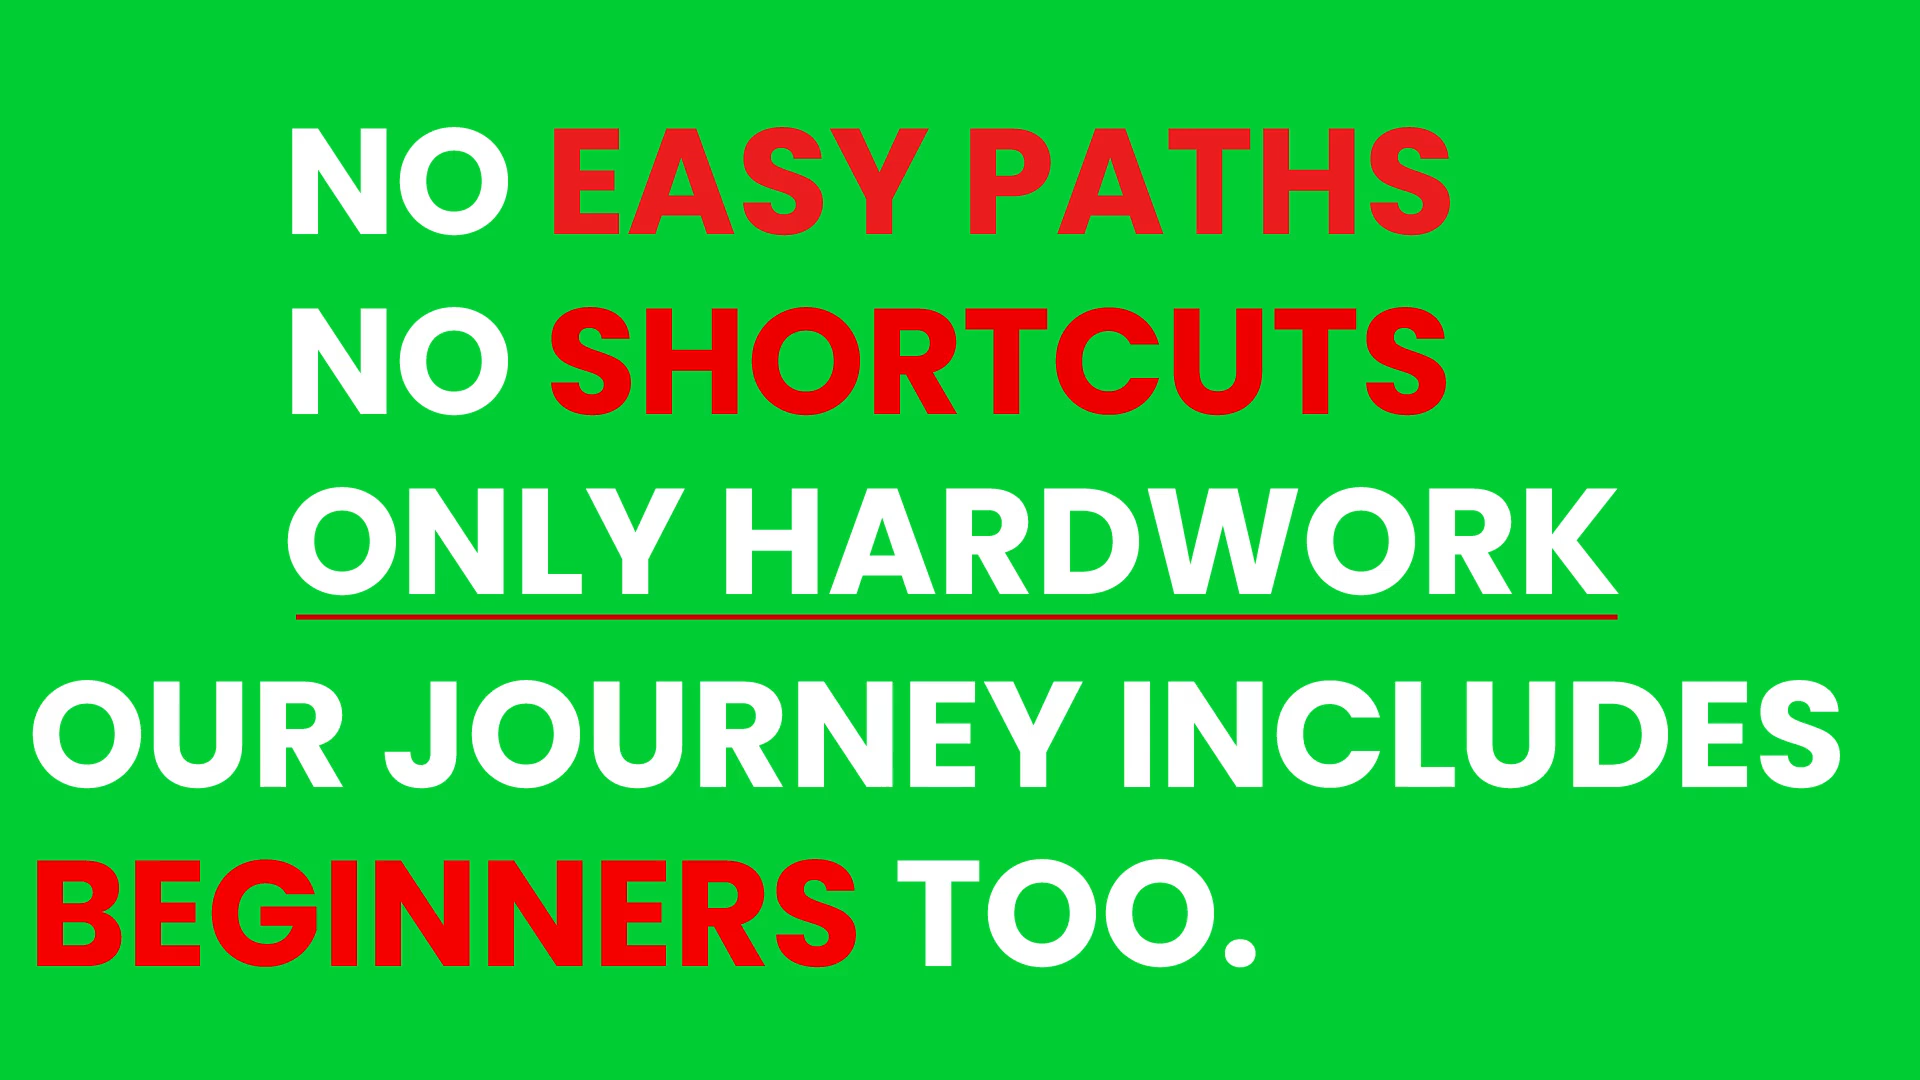 NO EASY PATHS
NO SHORTCUTS
ONLY HARDWORK
OUR JOURNEY INCLUDES
BEGINNERS TOO.